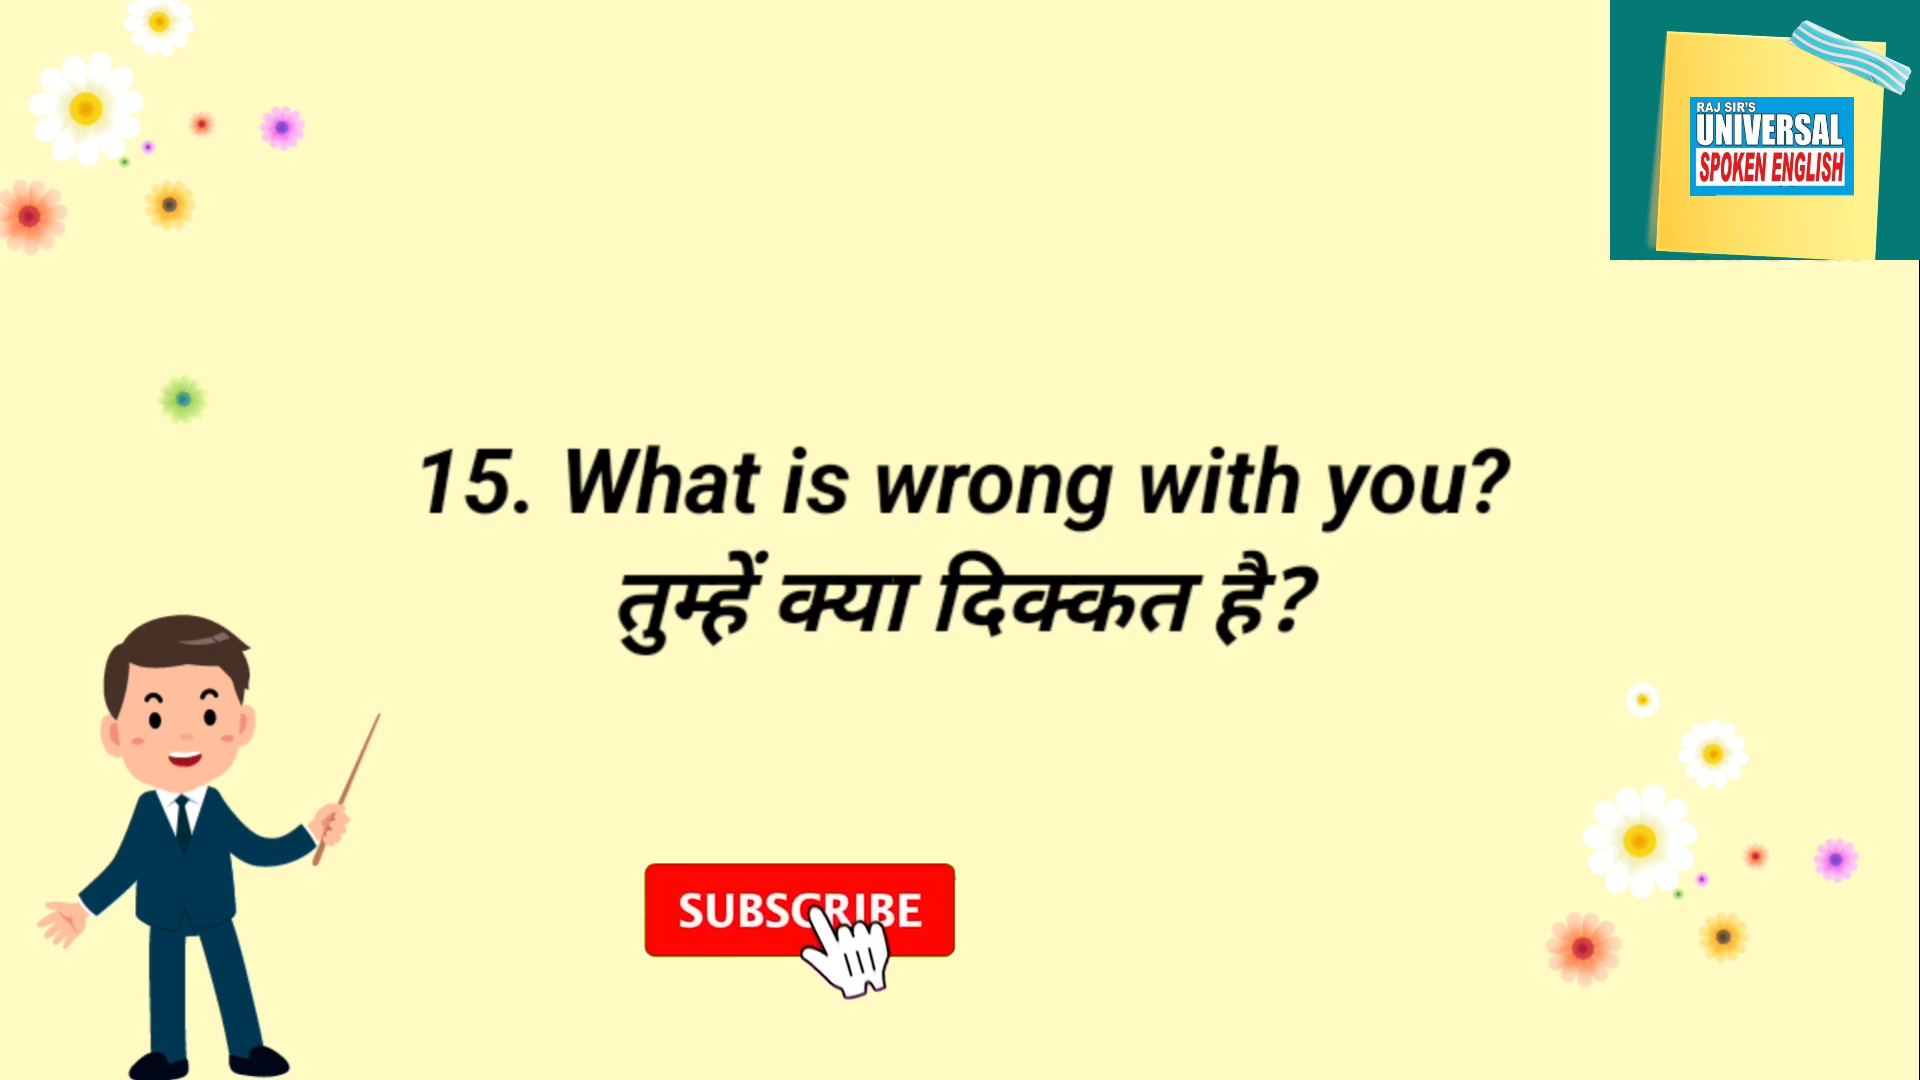 RAJ SIR'S
UNIVERSAL
SPOKEN ENGLISH
15. What is wrong with you?
तुम्हें क्या दिक्कत है?
SUBSCRIBE